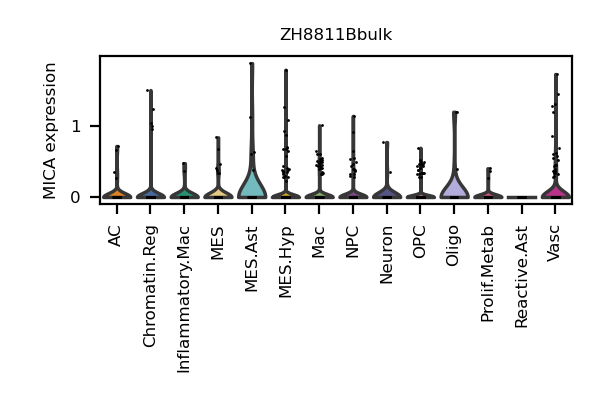 ZH8811Bbulk
MICA expression
1
0
AC
Chromatin.Reg
Inflammatory.Mac
MES
MES.Ast
MES.Hyp
Mac
NPC
Neuron
OPC
Oligo
Prolif.Metab
Reactive.Ast
Vasc